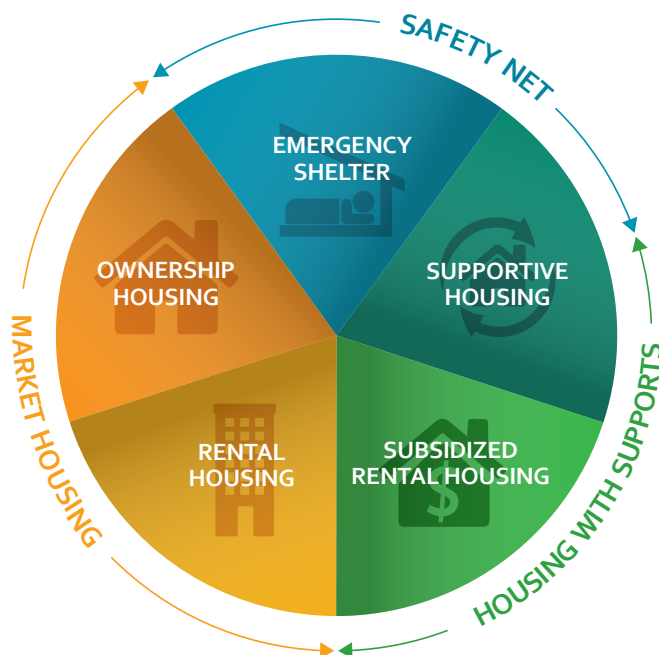 SAFETY NET
EMERGENCY
SHELTER
OWNERSHIP
HOUSING
SUPPORTIVE
HOUSING
MARKET HOUSING
RENTAL
HOUSING
SUBSIDIZED
RENTAL HOUSING
$
HOUSING WITH SUPPORTS